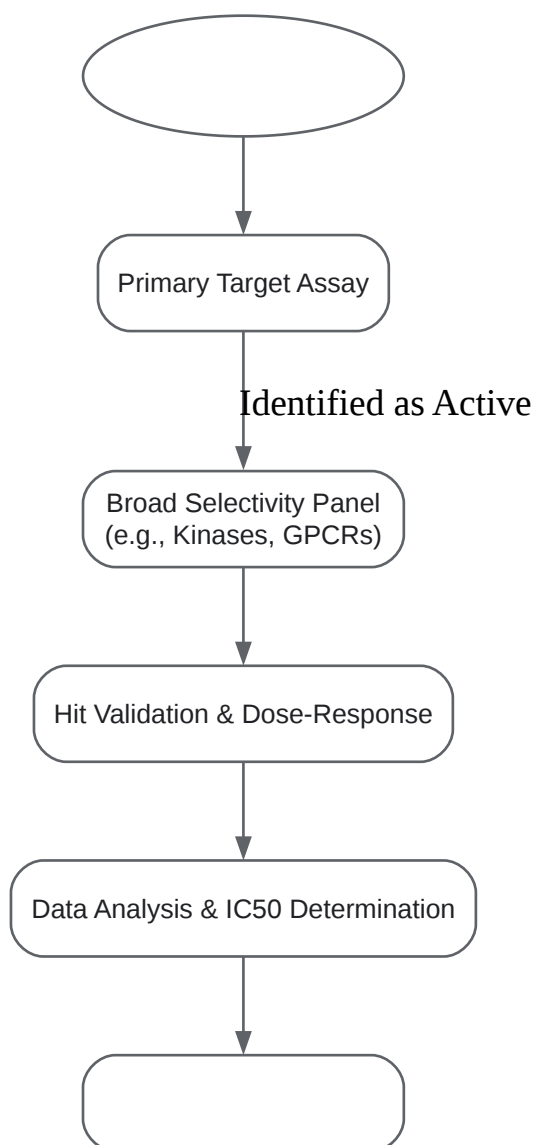 Primary Target Assay
Identified as Active
Broad Selectivity Panel
(e.g., Kinases, GPCRs)
Hit Validation & Dose-Response
Data Analysis & IC50 Determination